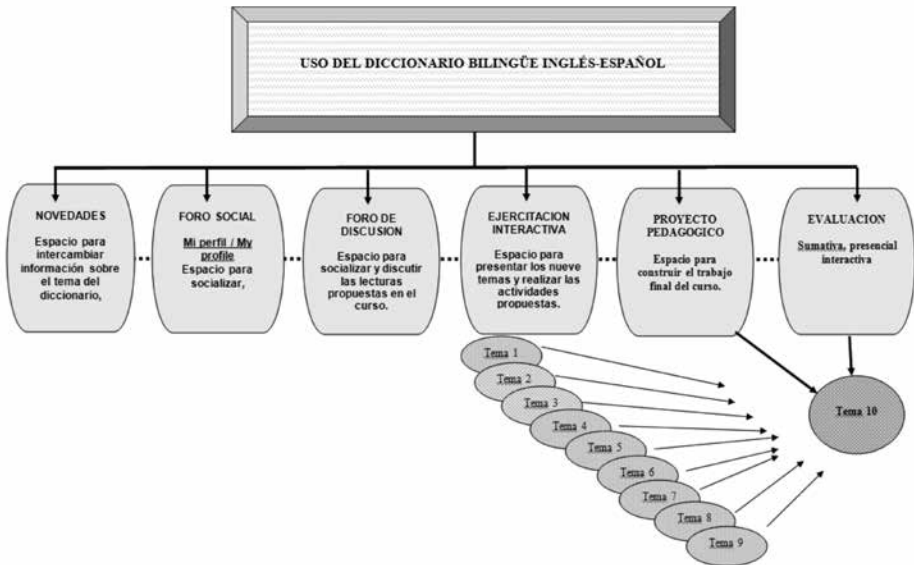 USO DEL DICCIONARIO BILINGÜE INGLÉS-ESPAÑOL
NOVEDADES
Espacio para
intercambiar
información sobre
el tema del
diccionario,
FORO SOCIAL
Mi perfil / My
profile
Espacio para
socializar,
FORO DE
DISCUSION
Espacio para
socializar y discutir
las lecturas
propuestas en el
curso.
EJERCITACION
INTERACTIVA
Espacio para
presentar los nueve
temas y realizar las
actividades
propuestas.
PROYECTO
PEDAGOGICO
Espacio para
construir el trabajo
final del curso.
EVALUACION
Sumativa, presencial
interactiva
Tema 1
Tema 2
Tema 3
Tema 4
Tema 5
Tema 6
Tema 7
Tema 8
Tema 9
Tema 10